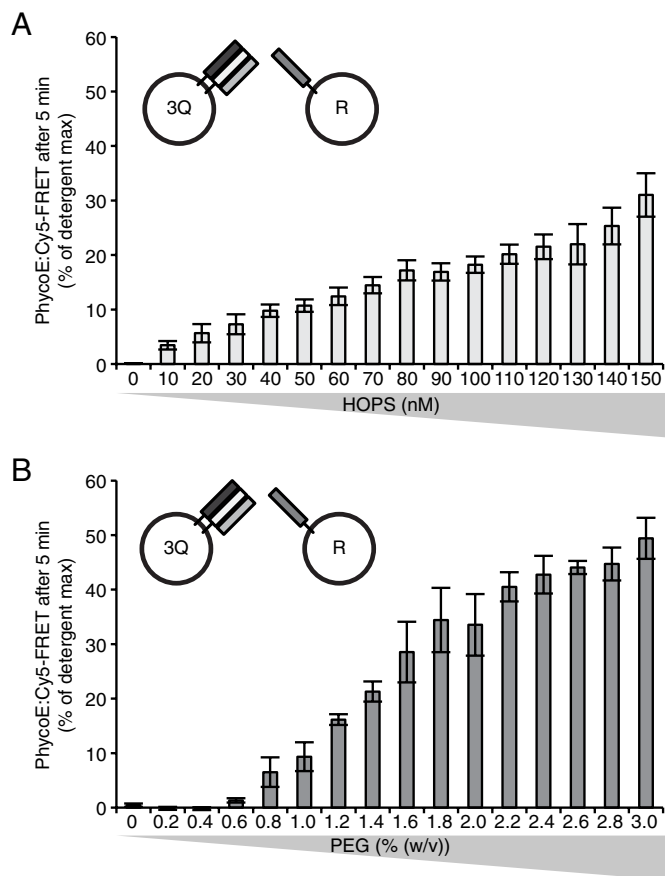 A
PhycoE:Cy5-FRET after 5 min
(% of detergent max)
60
50
40
30
20
10
0
3Q
R
0 10 20 30 40 50 60 70 80 90 100 110 120 130 140 150
HOPS (nM)
B
PhycoE:Cy5-FRET after 5 min
(% of detergent max)
60
50
40
30
20
10
0
3Q
R
0 0.2 0.4 0.6 0.8 1.0 1.2 1.4 1.6 1.8 2.0 2.2 2.4 2.6 2.8 3.0
PEG (% (w/v))